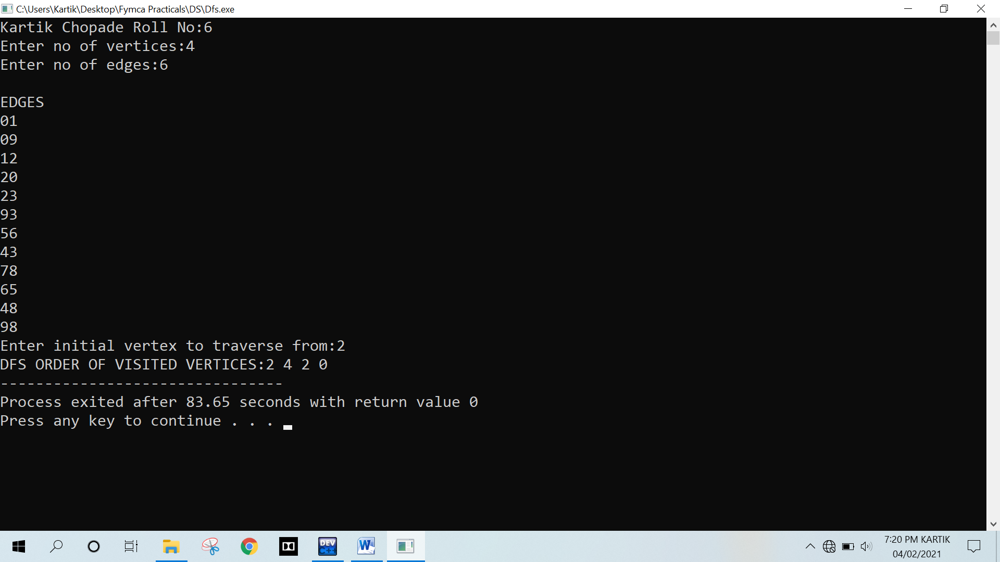 C:\Users\Kartik\Desktop\Fymca Practicals\DS\Dfs.exe
Kartik Chopade Roll No:6
Enter no of vertices:4
Enter no of edges:6
EDGES
01
09
12
20
23
93
56
43
78
65
48
98
Enter initial vertex to traverse from:2
DFS ORDER OF VISITED VERTICES:2 4 2 0
--------------------------------
Process exited after 83.65 seconds with return value 0
Press any key to continue . . .
DEV
C++
W
7:20 PM KARTIK
04/02/2021